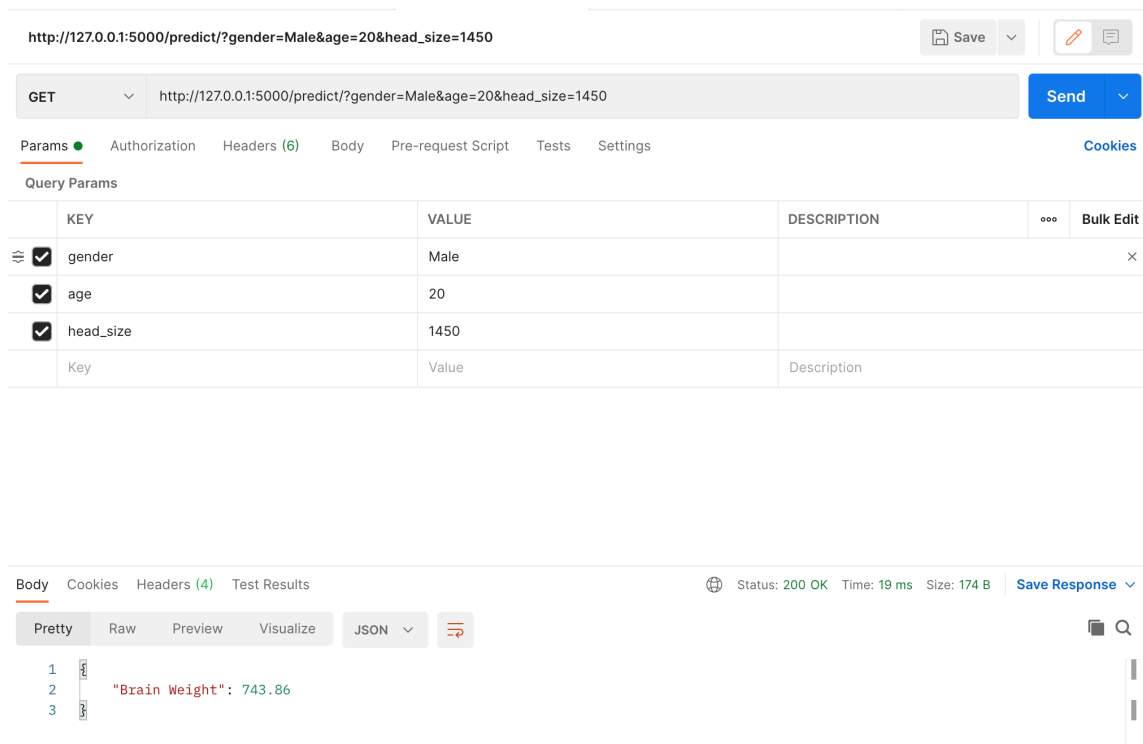 http://127.0.0.1:5000/predict/?gender=Male&age=20&head_size=1450 Save
GET http://127.0.0.1:5000/predict/?gender=Male&age=20&head_size=1450 Send
Params Authorization Headers (6) Body Pre-request Script Tests Settings Cookies
Query Params
KEY VALUE DESCRIPTION ooo Bulk Edit
gender Male
age 20
head_size 1450
Key Value Description
Body Cookies Headers (4) Test Results Status: 200 OK Time: 19 ms Size: 174 B Save Response
Pretty Raw Preview Visualize JSON
1 {
2 "Brain Weight": 743.86
3 }